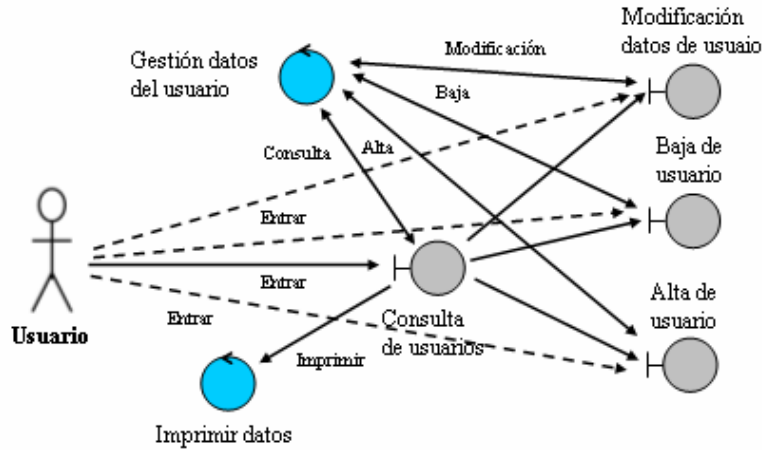 Modificación
datos de usuaio
Gestión datos
del usuario
Modificación
Baja
Consulta
Alta
Baja de
usuario
Entrar
Entrar
Usuario
Entrar
Consulta
de usuarios
Alta de
usuario
Imprimir
Imprimir datos